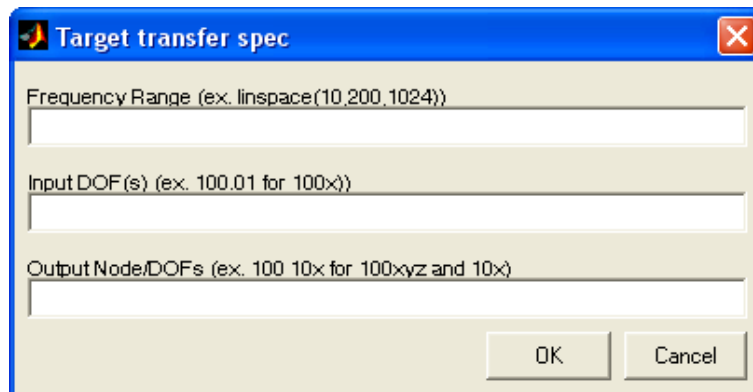 Target transfer spec
Frequency Range (ex. linspace(10,200,1024))
Input DOF(s) (ex. 100.01 for 100x))
Output Node/DOFs (ex. 100 10x for 100xyz and 10x)
OK Cancel